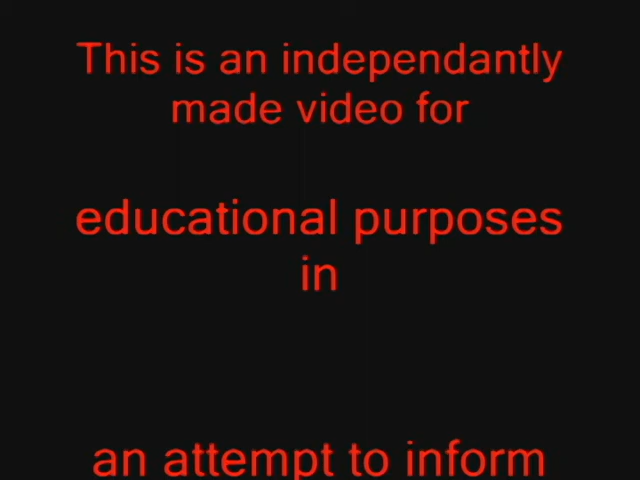 This is an independantly
made video for
educational purposes
in
an attempt to inform